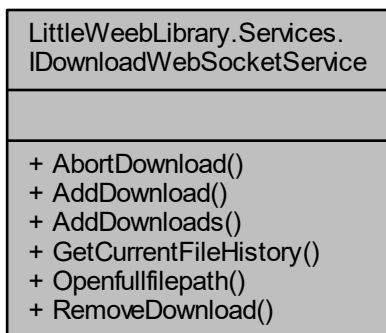 LittleWeebLibrary.Services.
IDownloadWebSocketService
+ AbortDownload()
+ AddDownload()
+ AddDownloads()
+ GetCurrentFileHistory()
+ Openfullfilepath()
+ RemoveDownload()